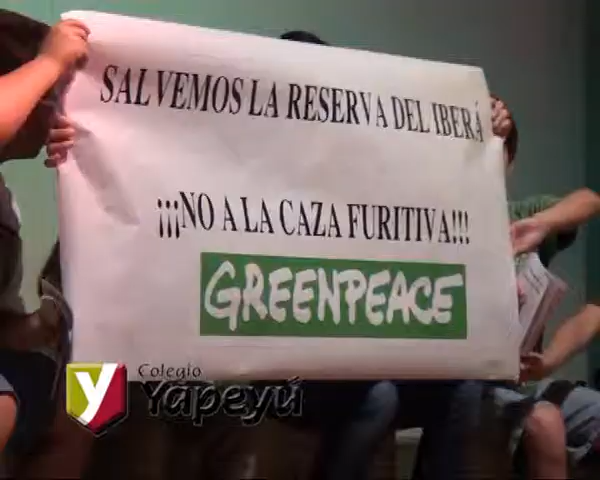 SALVEMOS LA RESERVA DEL IBERÁ
¡¡¡NO A LA CAZA FURITIVA!!!
GREENPEACE
y Colegio
Yapeyú